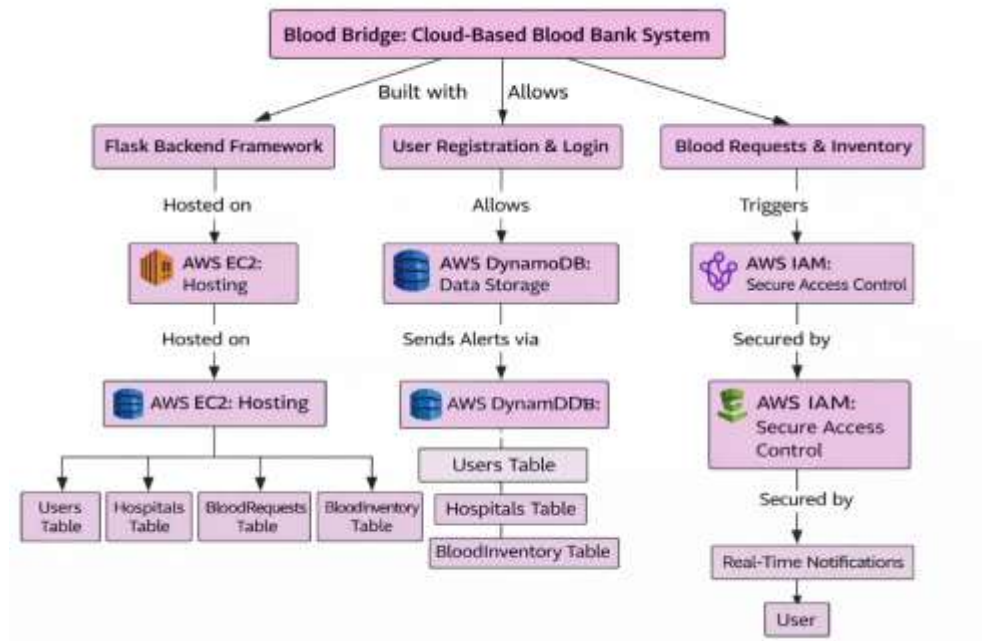 Blood Bridge: Cloud-Based Blood Bank System
Built with
Allows
Flask Backend Framework
User Registration & Login
Blood Requests & Inventory
Hosted on
Allows
Triggers
AWS EC2:
Hosting
AWS DynamoDB:
Data Storage
AWS IAM:
Secure Access Control
Hosted on
Sends Alerts via
Secured by
AWS EC2: Hosting
AWS DynamDDB:
AWS IAM:
Secure Access
Control
Users
Table
Hospitals
Table
BloodRequests
Table
BloodInventory
Table
Users Table
Hospitals Table
BloodInventory Table
Secured by
Real-Time Notifications
User